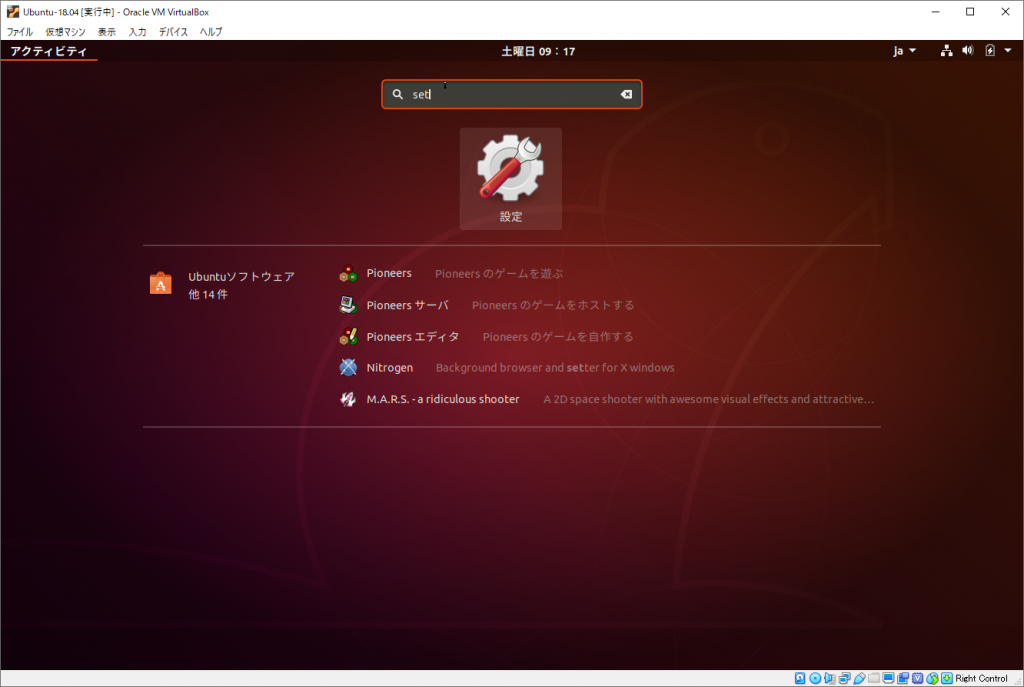 Ubuntu-18.04 [実行中] - Oracle VM VirtualBox
ファイル 仮想マシン 表示 入力 デバイス ヘルプ
アクティビティ 土曜日 09：17 ja
set
設定
Ubuntuソフトウェア
他 14 件
Pioneers Pioneers のゲームを遊ぶ
Pioneers サーバ Pioneers のゲームをホストする
Pioneers エディタ Pioneers のゲームを自作する
Nitrogen Background browser and setter for X windows
M.A.R.S. - a ridiculous shooter A 2D space shooter with awesome visual effects and attractive…
Right Control